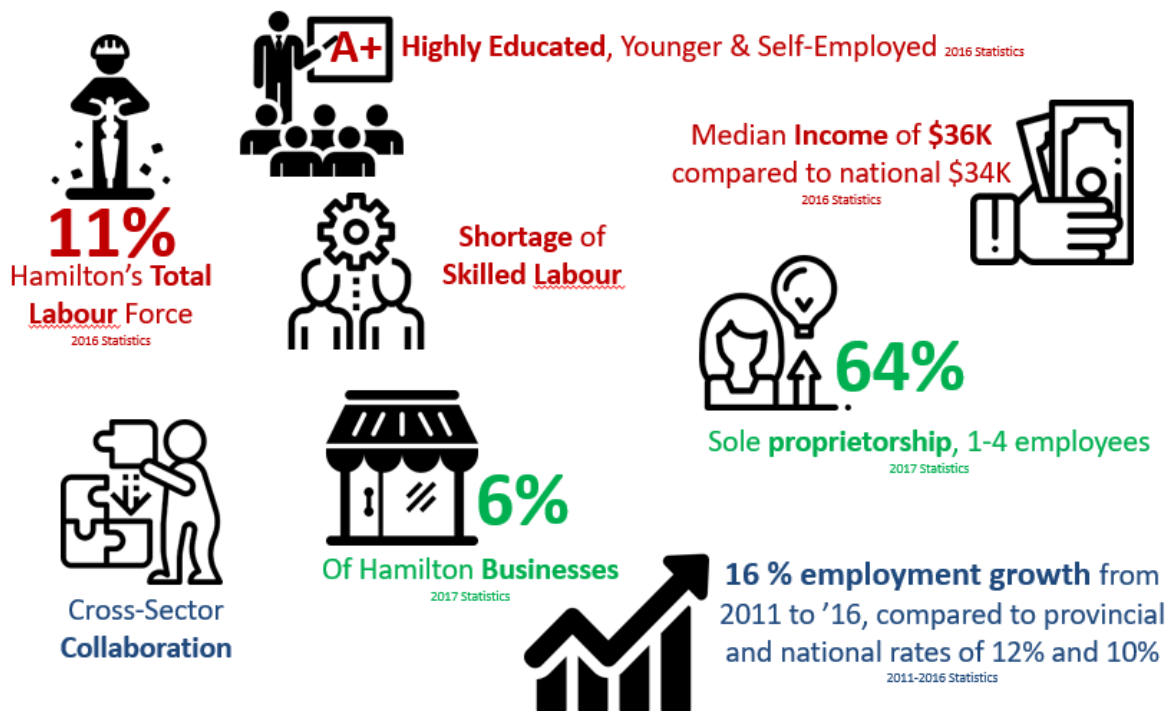 A+
Highly Educated, Younger & Self-Employed 2016 Statistics
Median Income of $36K
compared to national $34K
2016 Statistics
11%
Hamilton's Total
Labour Force
2016 Statistics
Shortage of
Skilled Labour
64%
Sole proprietorship, 1-4 employees
2017 Statistics
6%
Of Hamilton Businesses
2017 Statistics
Cross-Sector
Collaboration
16 % employment growth from
2011 to '16, compared to provincial
and national rates of 12% and 10%
2011-2016 Statistics